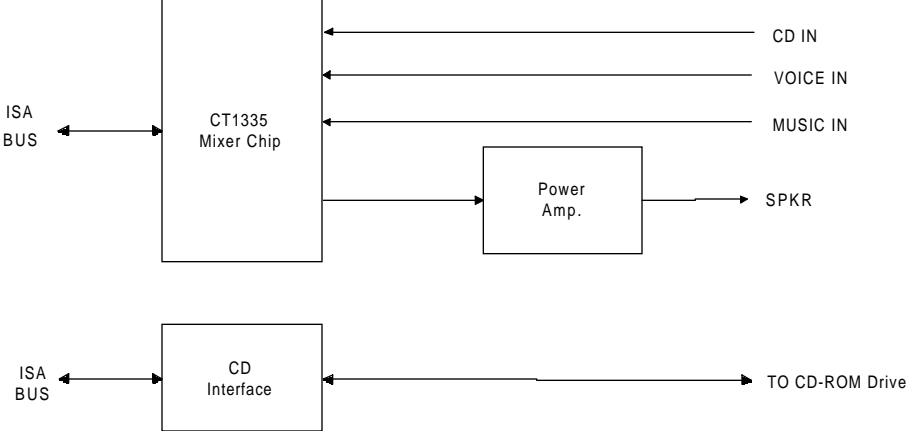 CD IN
VOICE IN
ISA
BUS
CT1335
Mixer Chip
MUSIC IN
Power
Amp.
SPKR
ISA
BUS
CD
Interface
TO CD-ROM Drive